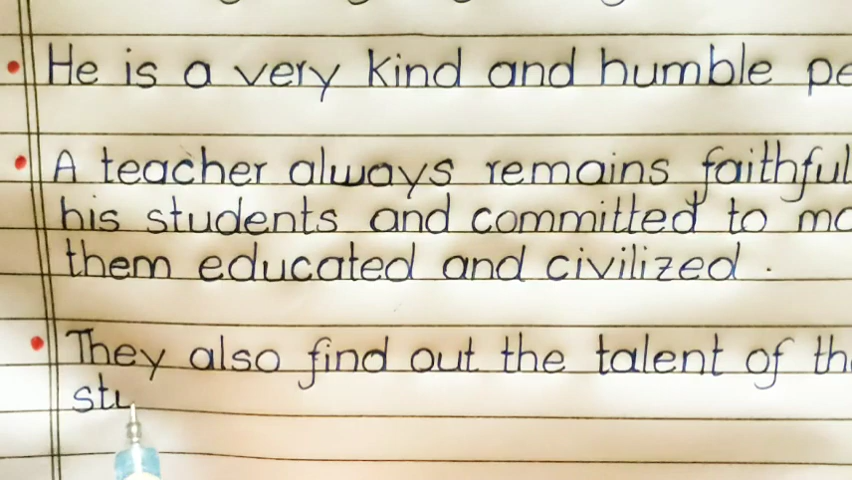 • He is a very kind and humble pe
• A teacher always remains faithful
his students and committed to ma
them educated and civilized .
• They also find out the talent of th
stu